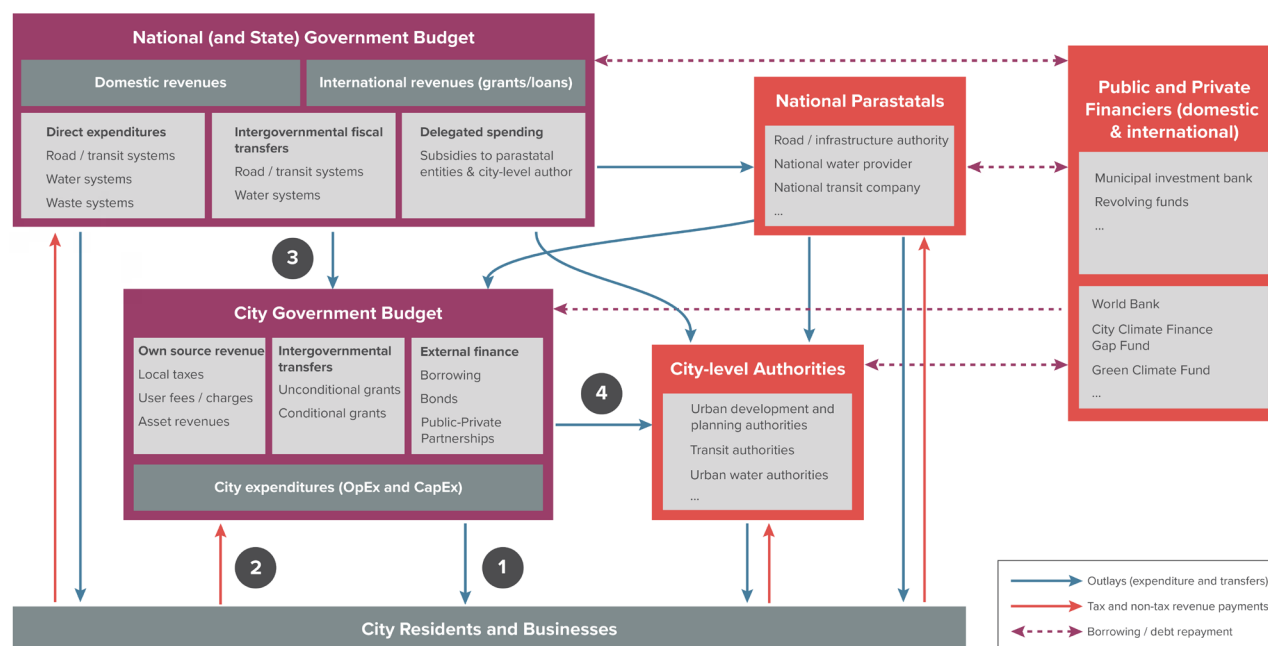 National (and State) Government Budget
Domestic revenues
International revenues (grants/loans)
Direct expenditures
Road / transit systems
Water systems
Waste systems
Intergovernmental fiscal
transfers
Road / transit systems
Water systems
Delegated spending
Subsidies to parastatal
entities & city-level author
National Parastatals
Road / infrastructure authority
National water provider
National transit company
...
Public and Private
Financiers (domestic
& international)
Municipal investment bank
Revolving funds
...
World Bank
City Climate Finance
Gap Fund
Green Climate Fund
...
3
City Government Budget
Own source revenue
Local taxes
User fees / charges
Asset revenues
Intergovernmental
transfers
Unconditional grants
Conditional grants
External finance
Borrowing
Bonds
Public-Private
Partnerships
City expenditures (OpEx and CapEx)
4
City-level Authorities
Urban development and
planning authorities
Transit authorities
Urban water authorities
...
2
1
City Residents and Businesses
Outlays (expenditure and transfers)
Tax and non-tax revenue payments
Borrowing / debt repayment